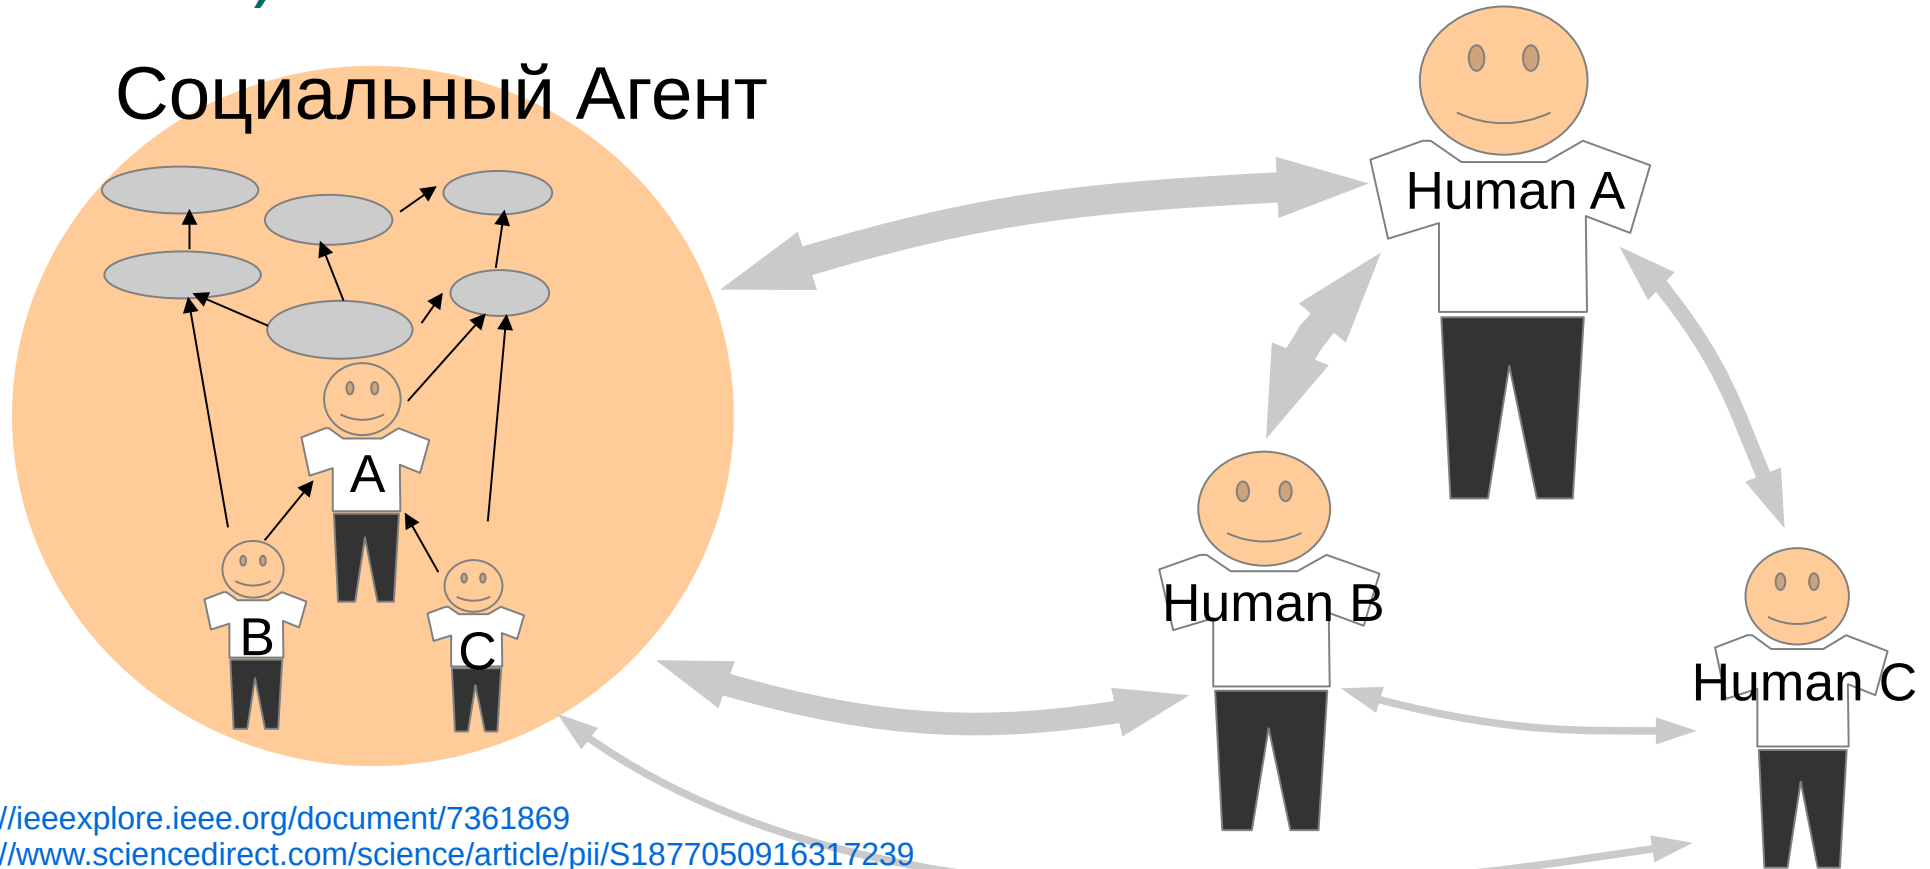 Социальный Агент
Human A
A
Human B
B
C
Human C
//ieeexplore.ieee.org/document/7361869
//www.sciencedirect.com/science/article/pii/S1877050916317239